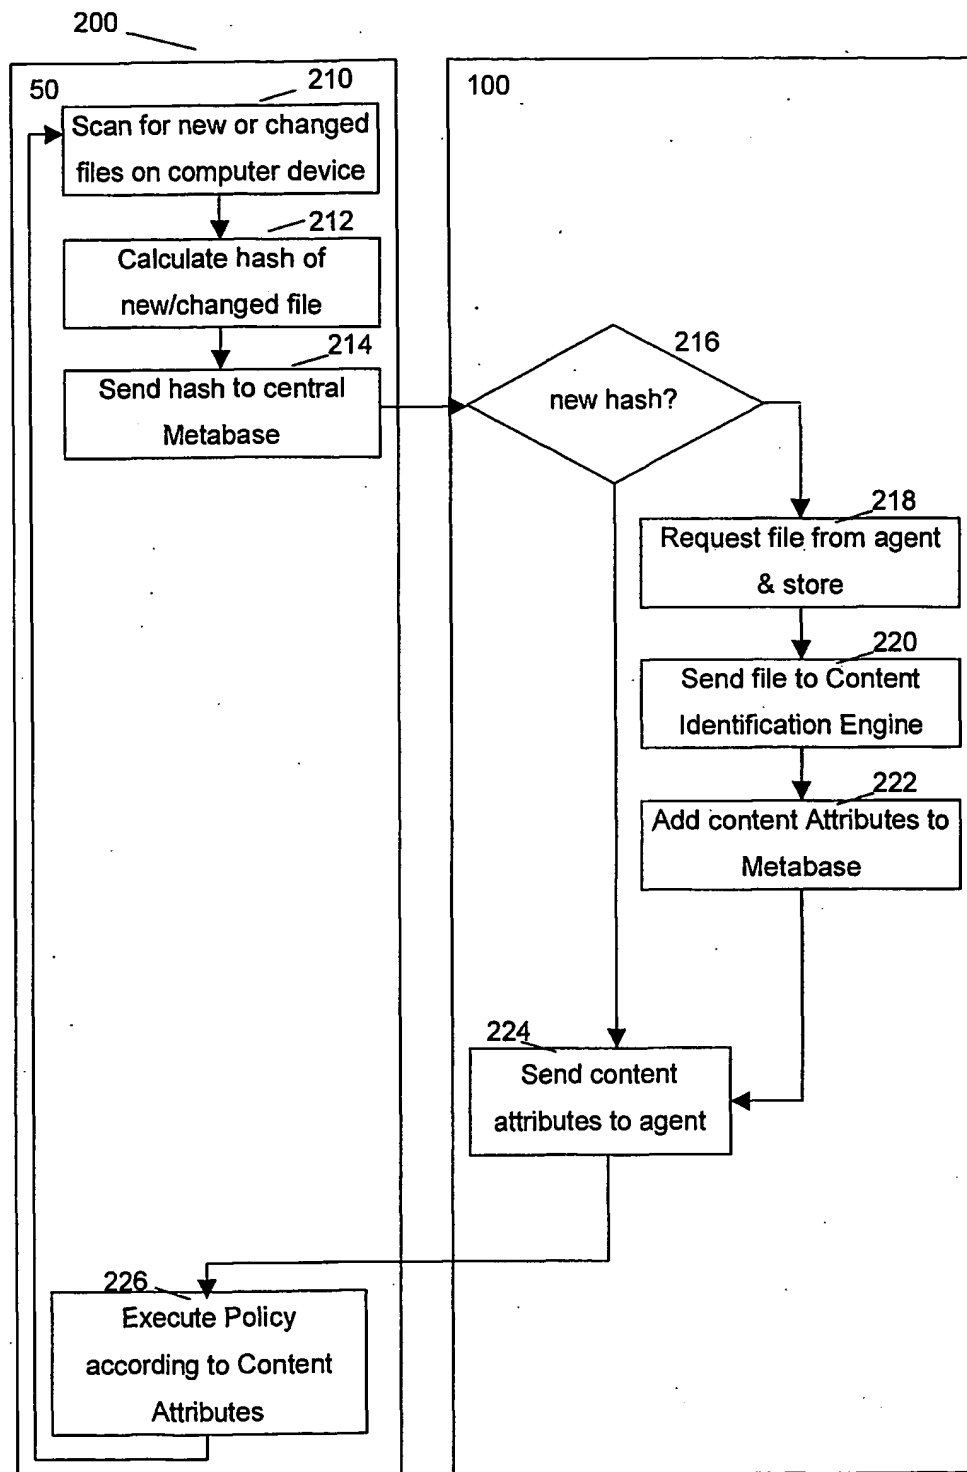 200
50
210
Scan for new or changed
files on computer device
212
Calculate hash of
new/changed file
214
Send hash to central
Metabase
100
216
new hash?
218
Request file from agent
& store
220
Send file to Content
Identification Engine
222
Add content Attributes to
Metabase
224
Send content
attributes to agent
226
Execute Policy
according to Content
Attributes